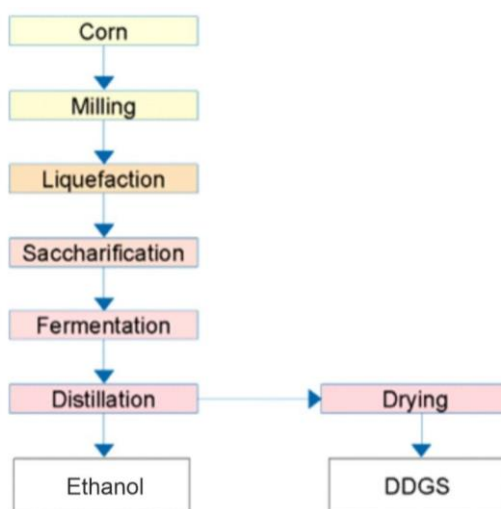 Corn
Milling
Liquefaction
Saccharification
Fermentation
Distillation
Drying
Ethanol
DDGS